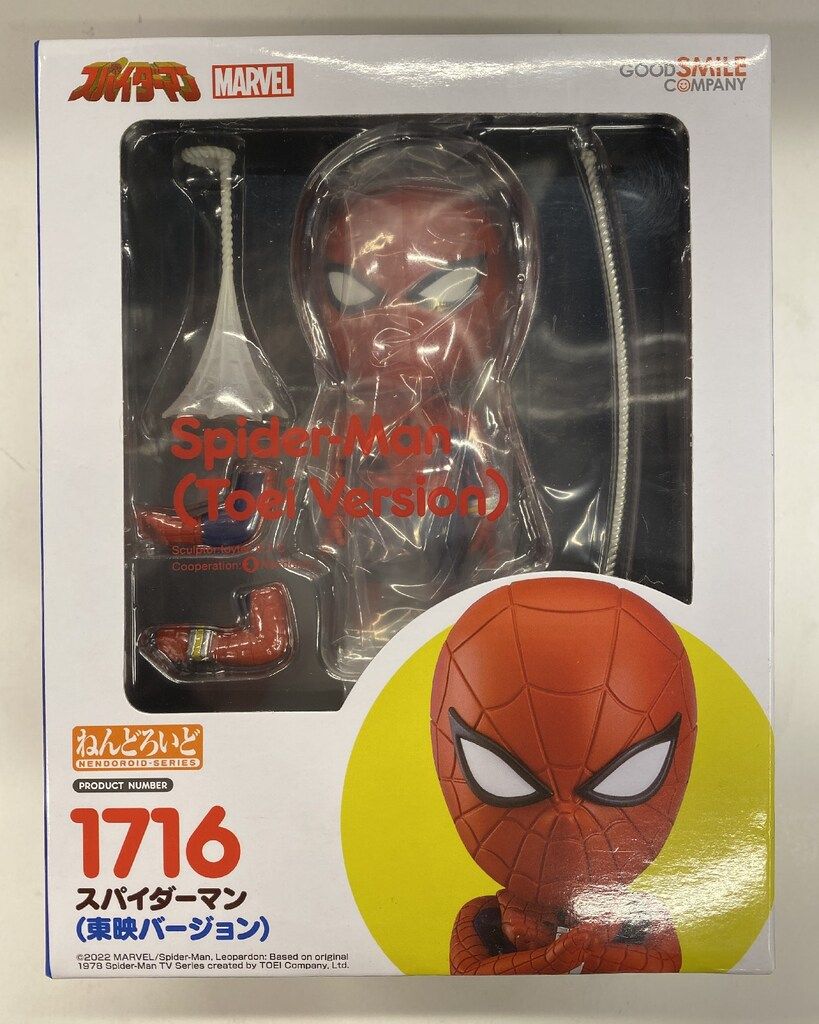 スパイダーマン
MARVEL
GOODSMILE
COMPANY
Spider-Man
(Toei Version)
Cooperation:
ねんどろいど
NENDOROID-SERIES
PRODUCT NUMBER
1716
スパイダーマン
(東映バージョン)
©2022 MARVEL/Spider-Man, Leopardon: Based on original
1978 Spider-Man TV Series created by TOEI Company, Ltd.